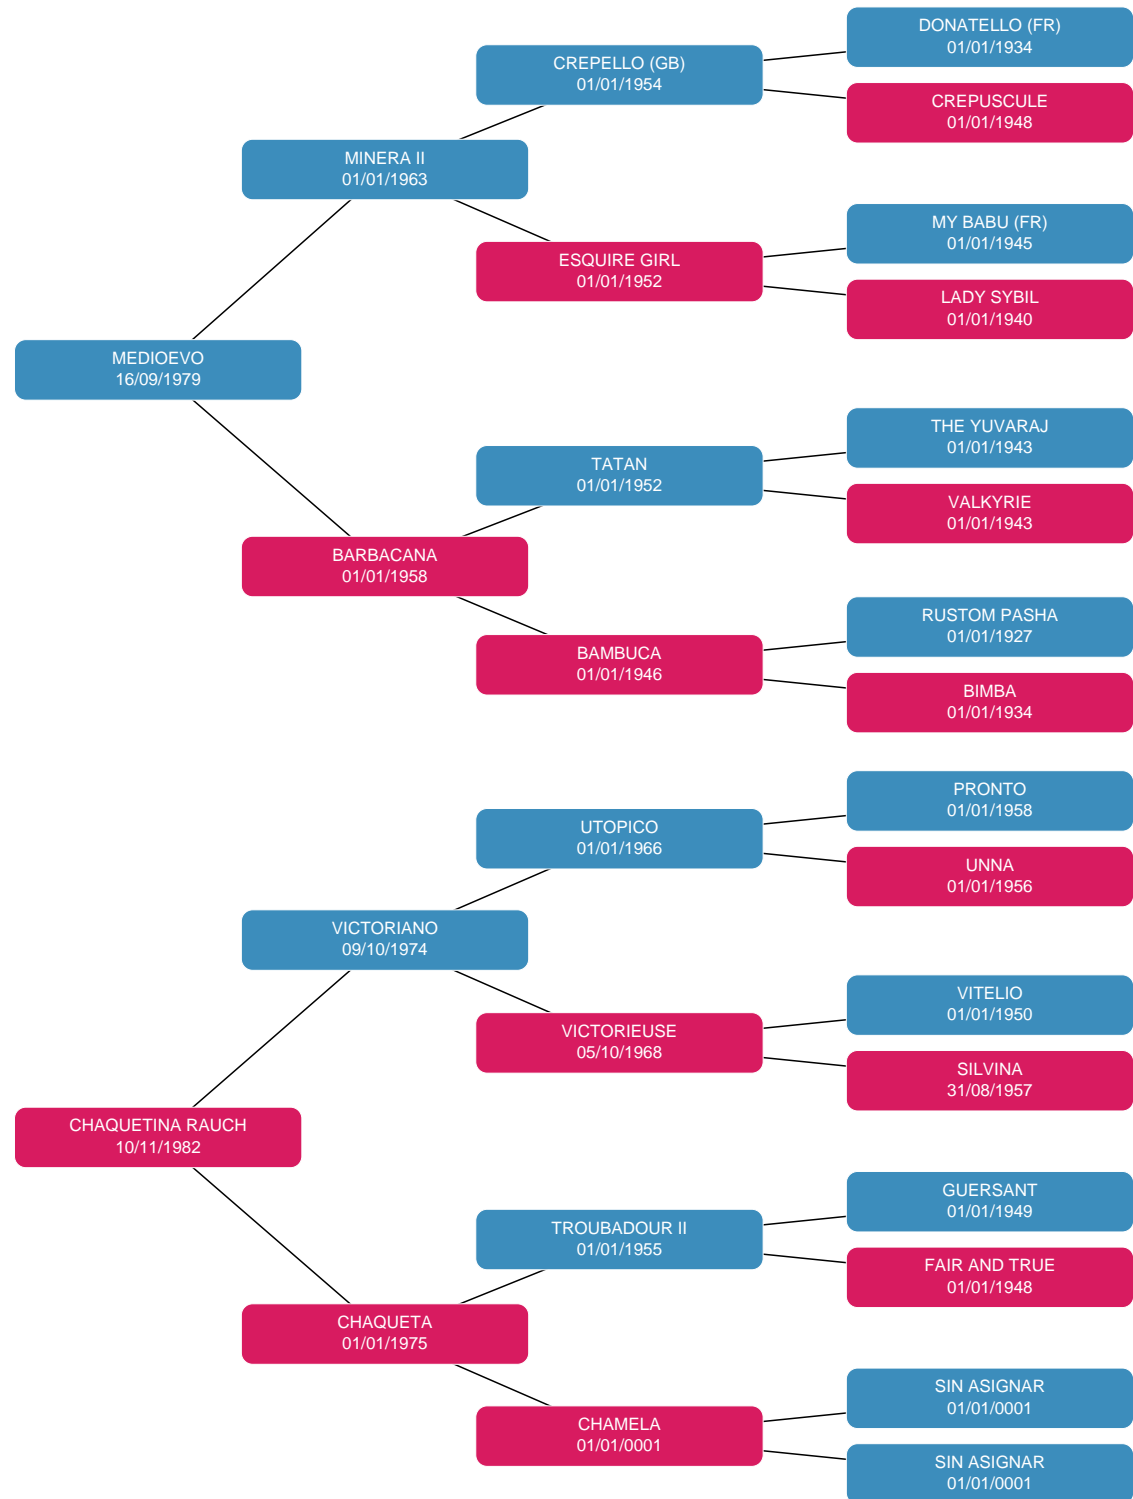 DONATELLO (FR)
01/01/1934
CREPELLO (GB)
01/01/1954
CREPUSCULE
01/01/1948
MINERA II
01/01/1963
MY BABU (FR)
01/01/1945
ESQUIRE GIRL
01/01/1952
LADY SYBIL
01/01/1940
MEDIOEVO
16/09/1979
THE YUVARAJ
01/01/1943
TATAN
01/01/1952
VALKYRIE
01/01/1943
BARBACANA
01/01/1958
RUSTOM PASHA
01/01/1927
BAMBUCA
01/01/1946
BIMBA
01/01/1934
PRONTO
01/01/1958
UTOPICO
01/01/1966
UNNA
01/01/1956
VICTORIANO
09/10/1974
VITELIO
01/01/1950
VICTORIEUSE
05/10/1968
SILVINA
31/08/1957
CHAQUETINA RAUCH
10/11/1982
GUERSANT
01/01/1949
TROUBADOUR II
01/01/1955
FAIR AND TRUE
01/01/1948
CHAQUETA
01/01/1975
SIN ASIGNAR
01/01/0001
CHAMELA
01/01/0001
SIN ASIGNAR
01/01/0001